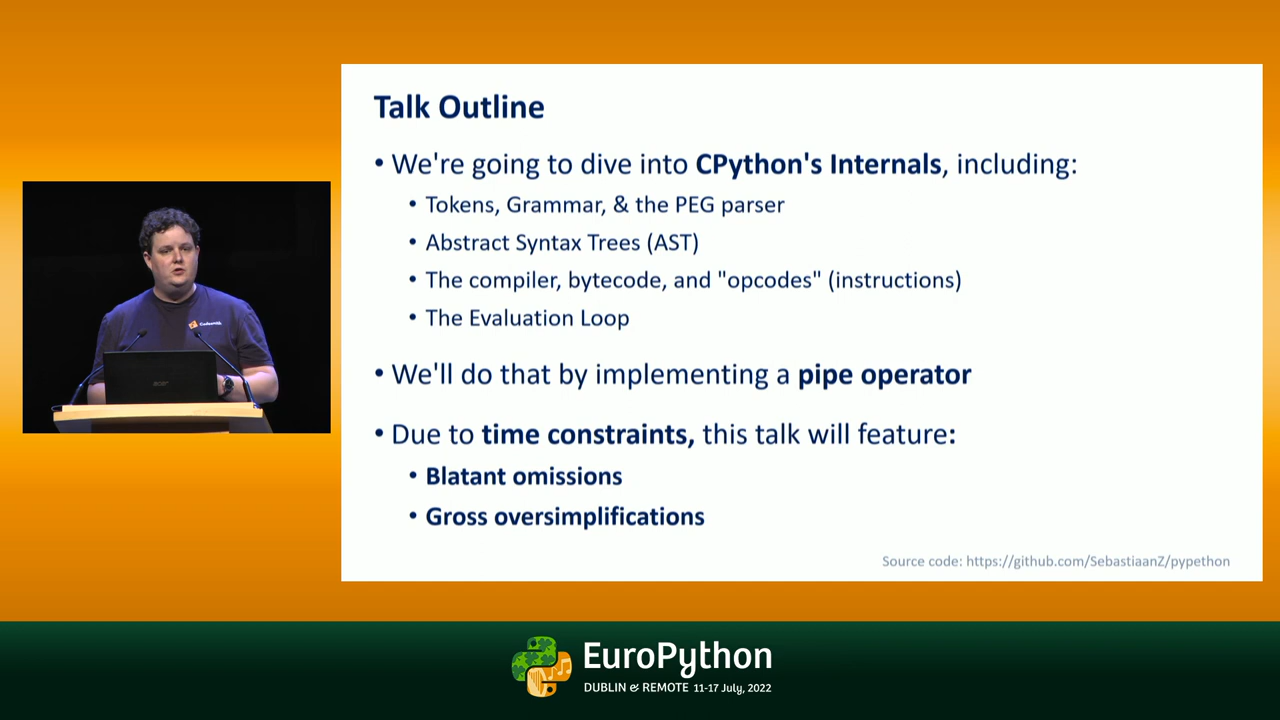 Talk Outline
• We're going to dive into CPython's Internals, including:
• Tokens, Grammar, & the PEG parser
• Abstract Syntax Trees (AST)
• The compiler, bytecode, and "opcodes" (instructions)
• The Evaluation Loop
• We'll do that by implementing a pipe operator
• Due to time constraints, this talk will feature:
• Blatant omissions
• Gross oversimplifications
Source code: https://github.com/SebastiaanZ/pypethon
acer
EuroPython
DUBLIN & REMOTE 11-17 July, 2022